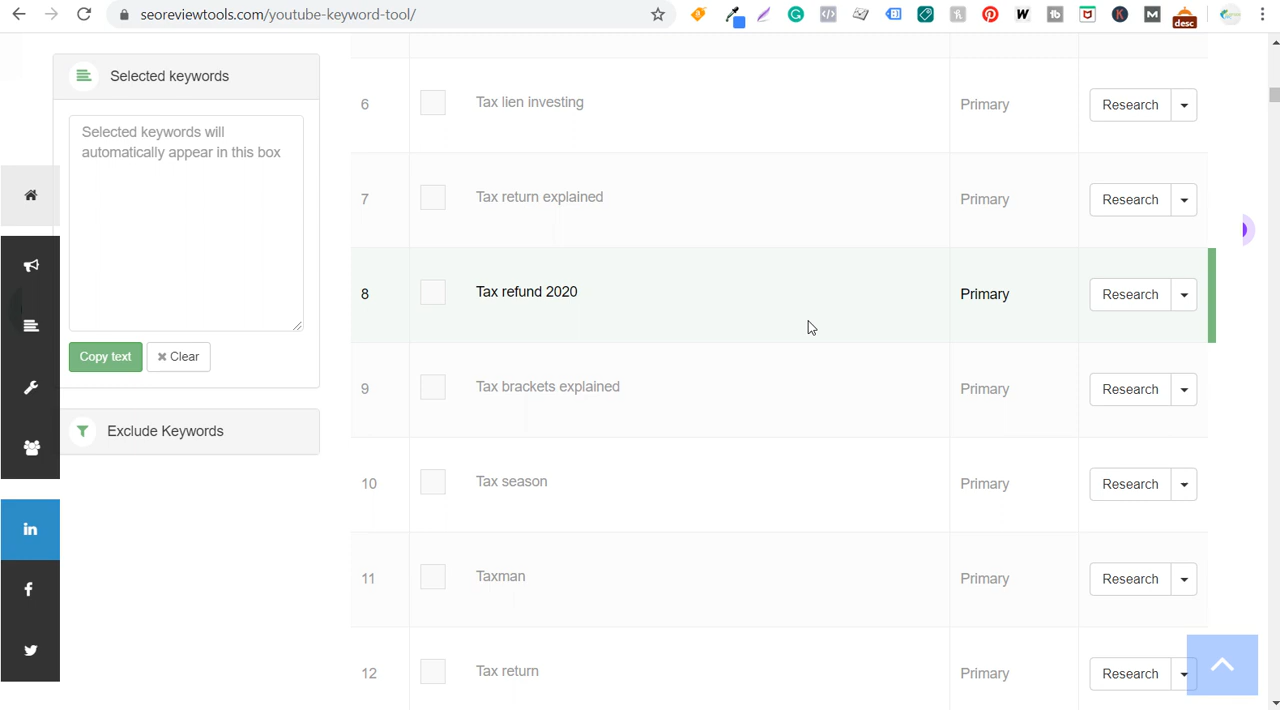 seoreviewtools.com/youtube-keyword-tool/
desc
Selected keywords
Selected keywords will
automatically appear in this box
Copy text
Clear
Exclude Keywords
6 Tax lien investing Primary Research
7 Tax return explained Primary Research
8 Tax refund 2020 Primary Research
9 Tax brackets explained Primary Research
10 Tax season Primary Research
11 Taxman Primary Research
12 Tax return Primary Research